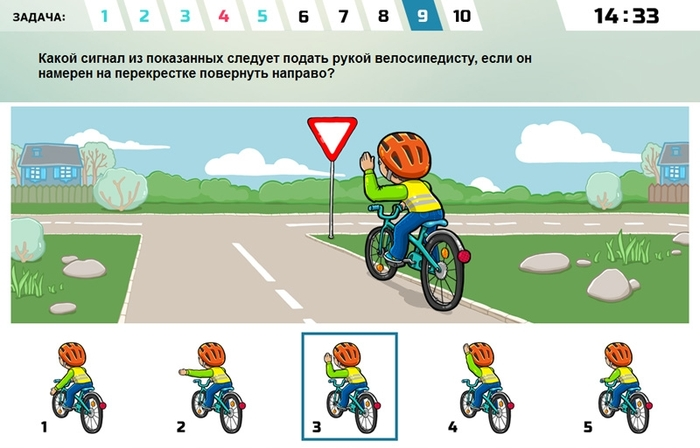 ЗАДАЧА: 1 2 3 4 5 6 7 8 9 10 14:33
Какой сигнал из показанных следует подать рукой велосипедисту, если он
намерен на перекрестке повернуть направо?
1 2 3 4 5